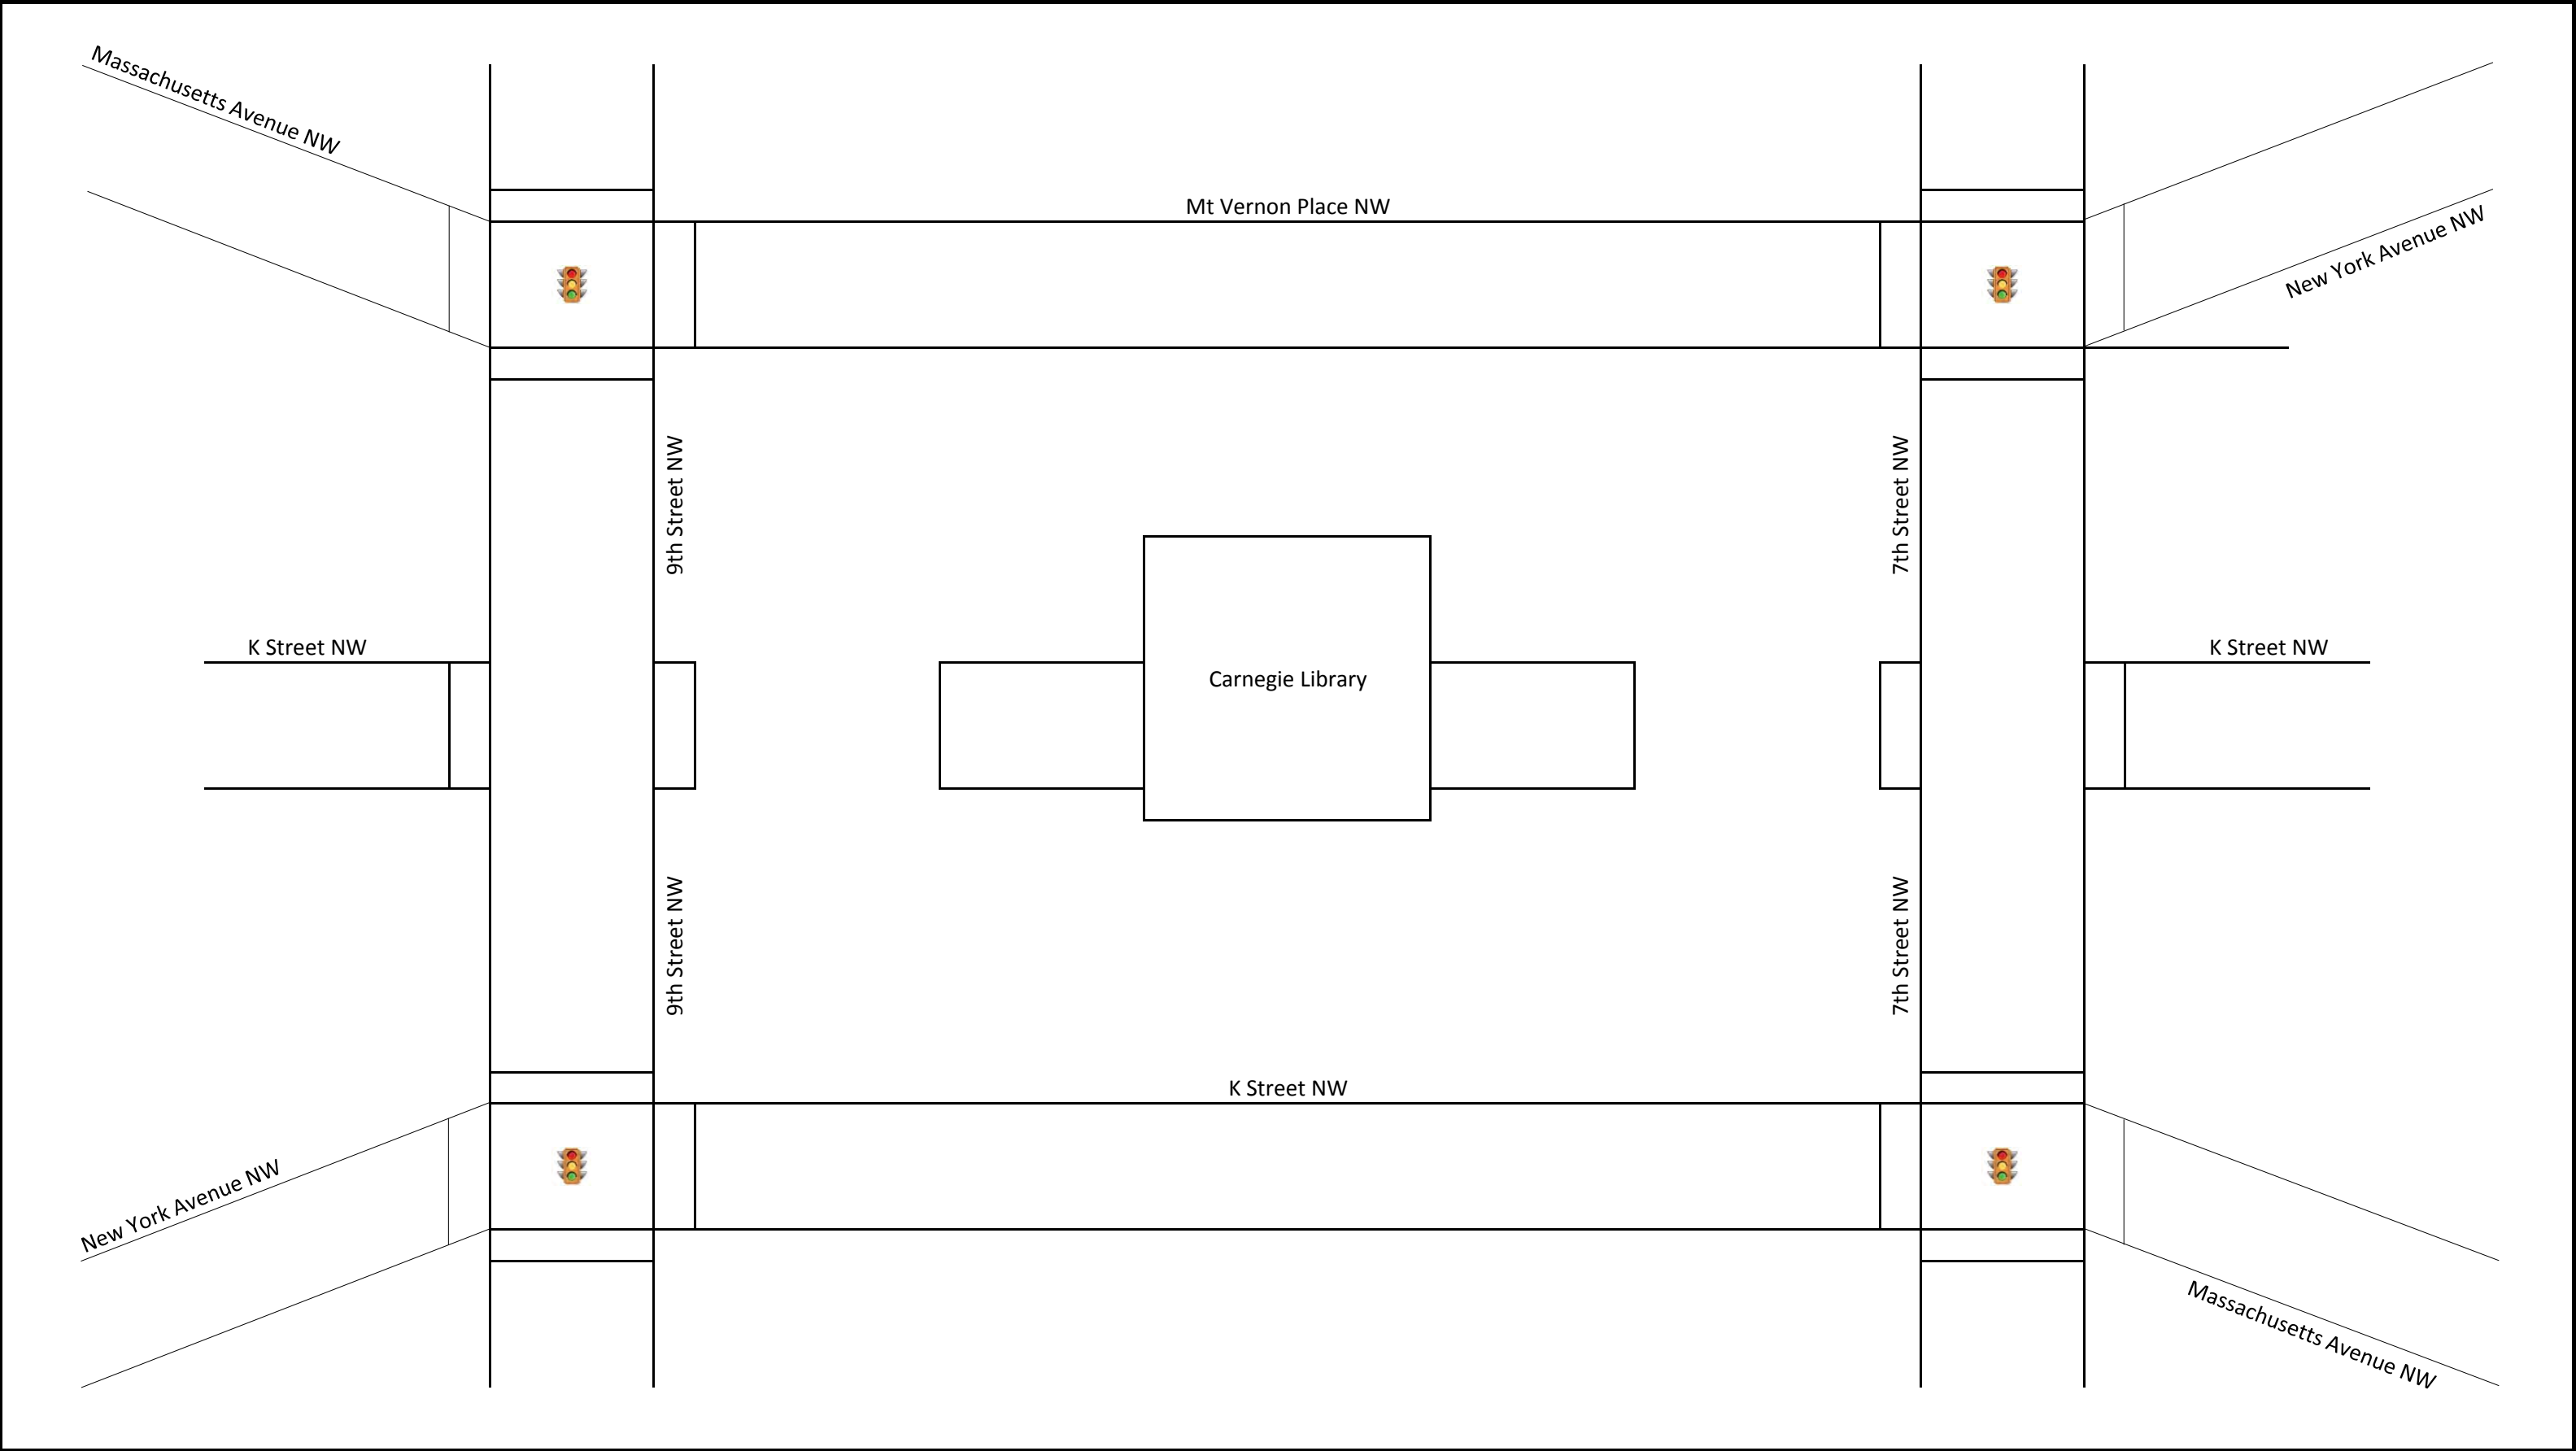 Massachusetts Avenue NW
Mt Vernon Place NW
New York Avenue NW
9th Street NW
7th Street NW
K Street NW
Carnegie Library
K Street NW
9th Street NW
7th Street NW
K Street NW
New York Avenue NW
Massachusetts Avenue NW